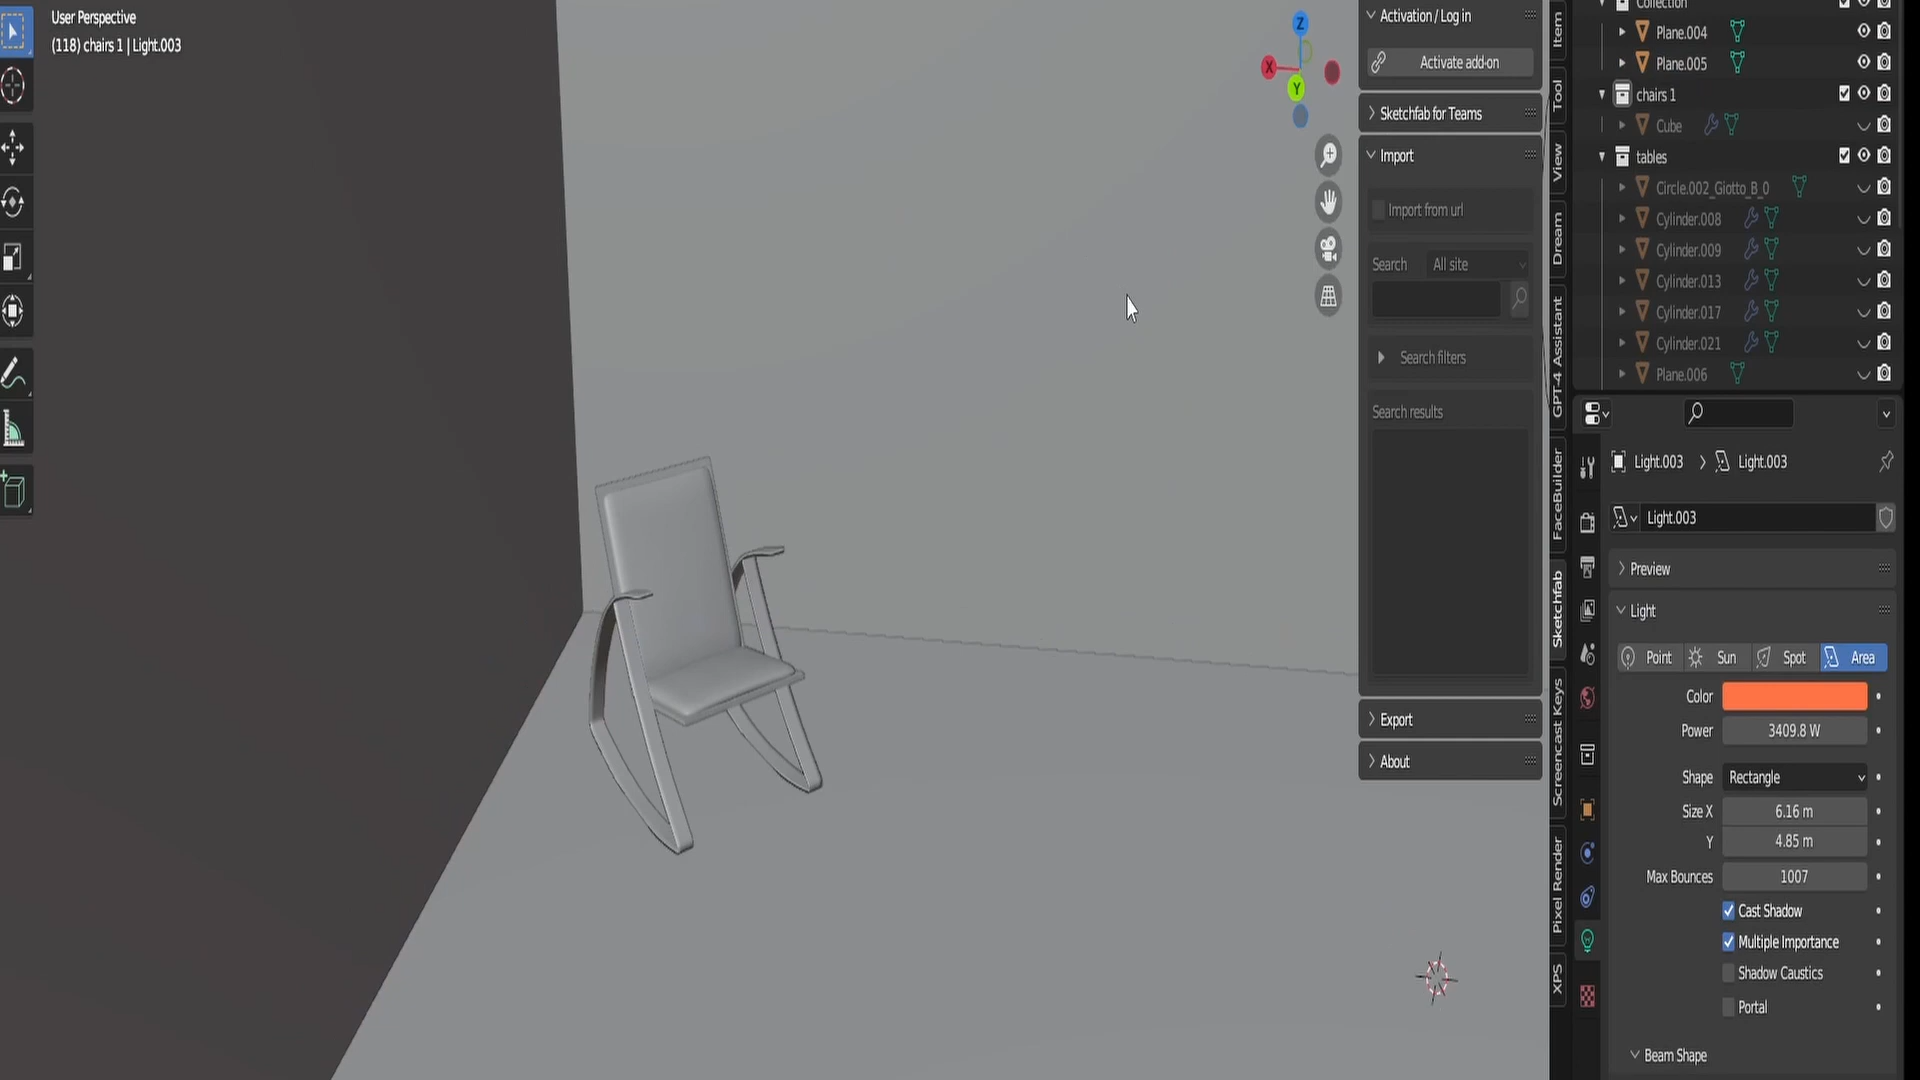 User Perspective
(118) chairs 1 | Light.003
Z
X
Y
Activation / Log in
Activate add-on
Sketchfab for Teams
Import
Import from url
Search All site
Search filters
Search results
Export
About
Item
Tool
View
Dream
GPT-4 Assistant
FaceBuilder
Sketchfab
Screencast Keys
Pixel Render
XPS
Collection
Plane.004
Plane.005
chairs 1
Cube
tables
Circle.002_Giotto_B_0
Cylinder.008
Cylinder.009
Cylinder.013
Cylinder.017
Cylinder.021
Plane.006
Light.003 > Light.003
Light.003
Preview
Light
Point Sun Spot Area
Color
Power 3409.8 W
Shape Rectangle
Size X 6.16 m
Y 4.85 m
Max Bounces 1007
Cast Shadow
Multiple Importance
Shadow Caustics
Portal
Beam Shape